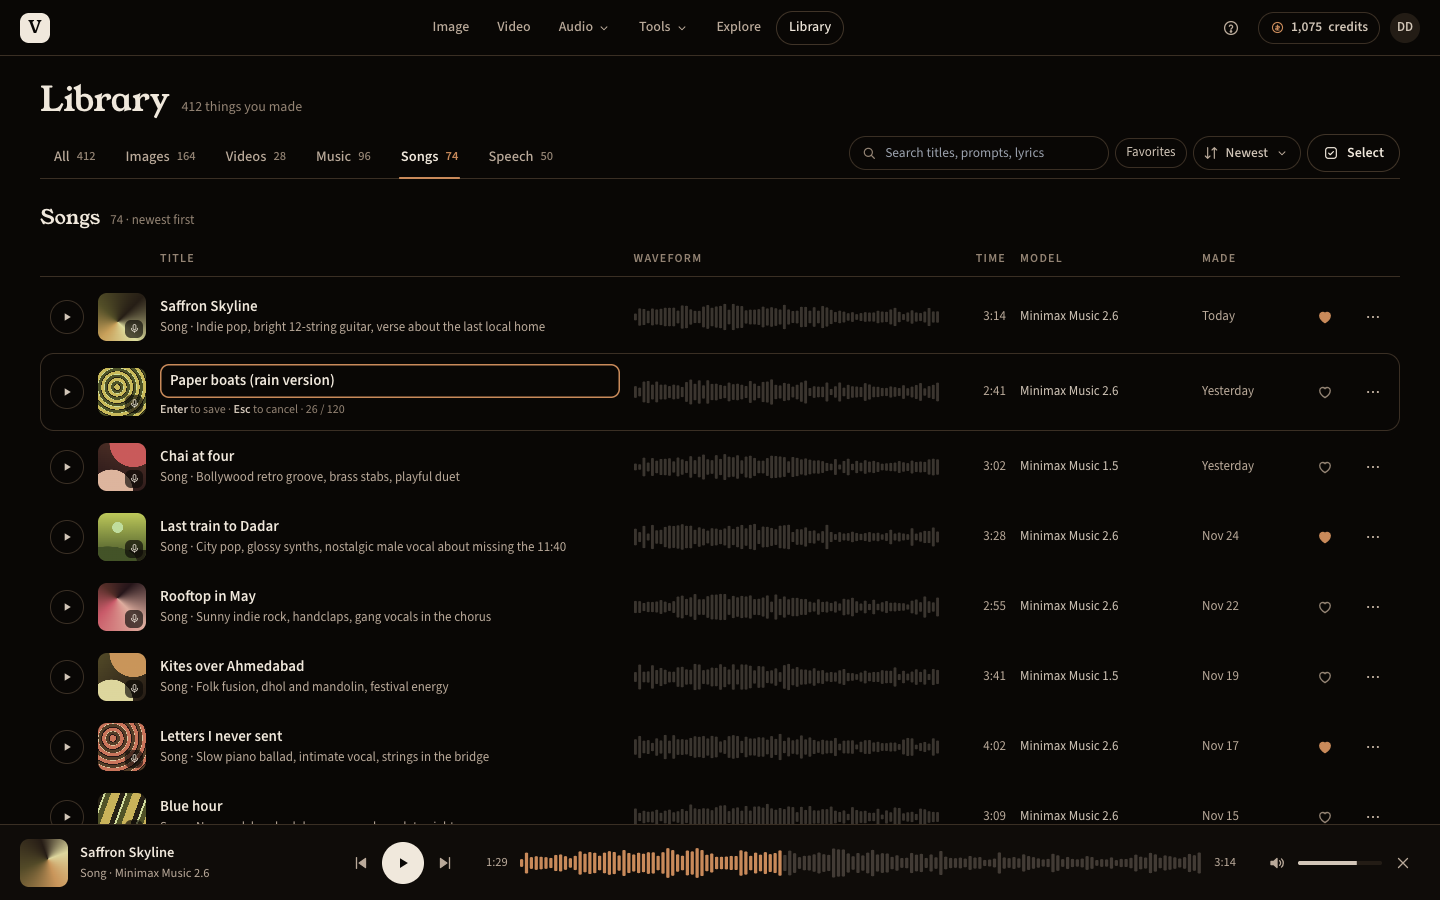 V
Image Video Audio Tools Explore Library
1,075 credits DD
Library 412 things you made
All 412 Images 164 Videos 28 Music 96 Songs 74 Speech 50
Search titles, prompts, lyrics Favorites Newest Select
Songs 74 · newest first
TITLE WAVEFORM TIME MODEL MADE
Saffron Skyline
Song · Indie pop, bright 12-string guitar, verse about the last local home
3:14 Minimax Music 2.6 Today
Paper boats (rain version)
Enter to save · Esc to cancel · 26 / 120
2:41 Minimax Music 2.6 Yesterday
Chai at four
Song · Bollywood retro groove, brass stabs, playful duet
3:02 Minimax Music 1.5 Yesterday
Last train to Dadar
Song · City pop, glossy synths, nostalgic male vocal about missing the 11:40
3:28 Minimax Music 2.6 Nov 24
Rooftop in May
Song · Sunny indie rock, handclaps, gang vocals in the chorus
2:55 Minimax Music 2.6 Nov 22
Kites over Ahmedabad
Song · Folk fusion, dhol and mandolin, festival energy
3:41 Minimax Music 1.5 Nov 19
Letters I never sent
Song · Slow piano ballad, intimate vocal, strings in the bridge
4:02 Minimax Music 2.6 Nov 17
Blue hour
3:09 Minimax Music 2.6 Nov 15
Saffron Skyline
Song · Minimax Music 2.6
1:29 3:14